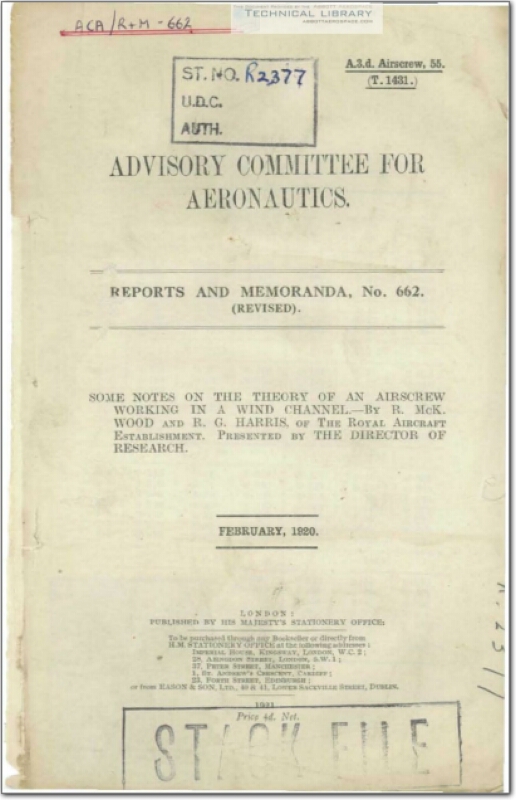 ACA/R+M-662
TECHNICAL LIBRARY
ABBOTTAEROSPACE.COM
A.3.d. Airscrew, 55.
(T. 1431.)
ST. NO. R2377
U.D.C.
AUTH.
ADVISORY COMMITTEE FOR
AERONAUTICS.
REPORTS AND MEMORANDA, No. 662.
(REVISED).
SOME NOTES ON THE THEORY OF AN AIRSCREW
WORKING IN A WIND CHANNEL.—BY R. MCK.
WOOD AND R. G. HARRIS, OF THE ROYAL AIRCRAFT
ESTABLISHMENT. PRESENTED BY THE DIRECTOR OF
RESEARCH.
FEBRUARY, 1920.
LONDON:
PUBLISHED BY HIS MAJESTY'S STATIONERY OFFICE:
To be purchased through any Bookseller or directly from
H.M. STATIONERY OFFICE at the following addresses:
IMPERIAL HOUSE, KINGSWAY, LONDON, W.C. 2;
28, ABINGDON STREET, LONDON, S.W. 1;
37, PETER STREET, MANCHESTER;
1, ST. ANDREW'S CRESCENT, CARDIFF;
23, FORTH STREET, EDINBURGH;
or from EASON & SON, LTD., 40 & 41, LOWER SACKVILLE STREET, DUBLIN.
1921
Price 4d. Net.
STACK FILE